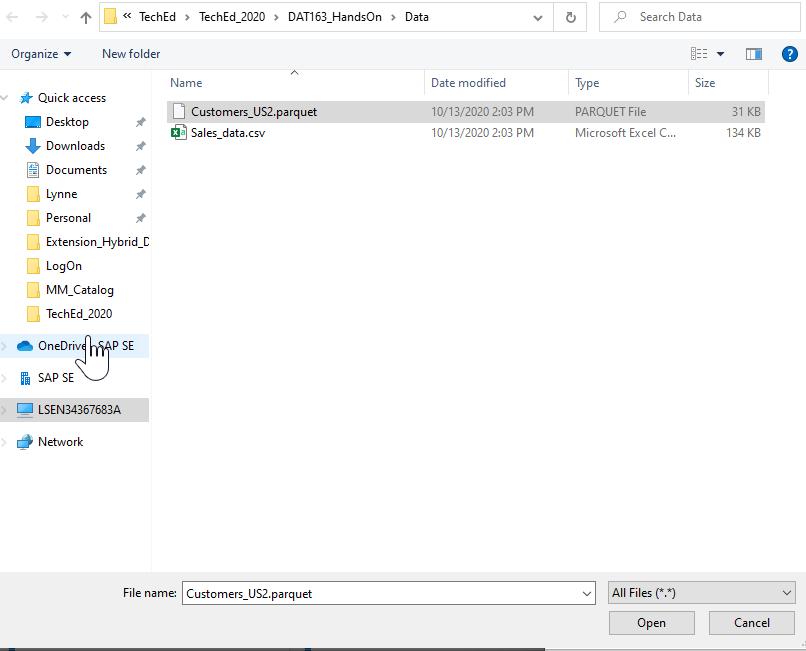 « TechEd > TechEd_2020 > DAT163_HandsOn > Data Search Data
Organize New folder ?
Name Date modified Type Size
Customers_US2.parquet 10/13/2020 2:03 PM PARQUET File 31 KB
Sales_data.csv 10/13/2020 2:03 PM Microsoft Excel C... 134 KB
Quick access
Desktop
Downloads
Documents
Lynne
Personal
Extension_Hybrid_D
LogOn
MM_Catalog
TechEd_2020
OneDrive SAP SE
SAP SE
LSEN34367683A
Network
File name: Customers_US2.parquet All Files (*.*)
Open Cancel